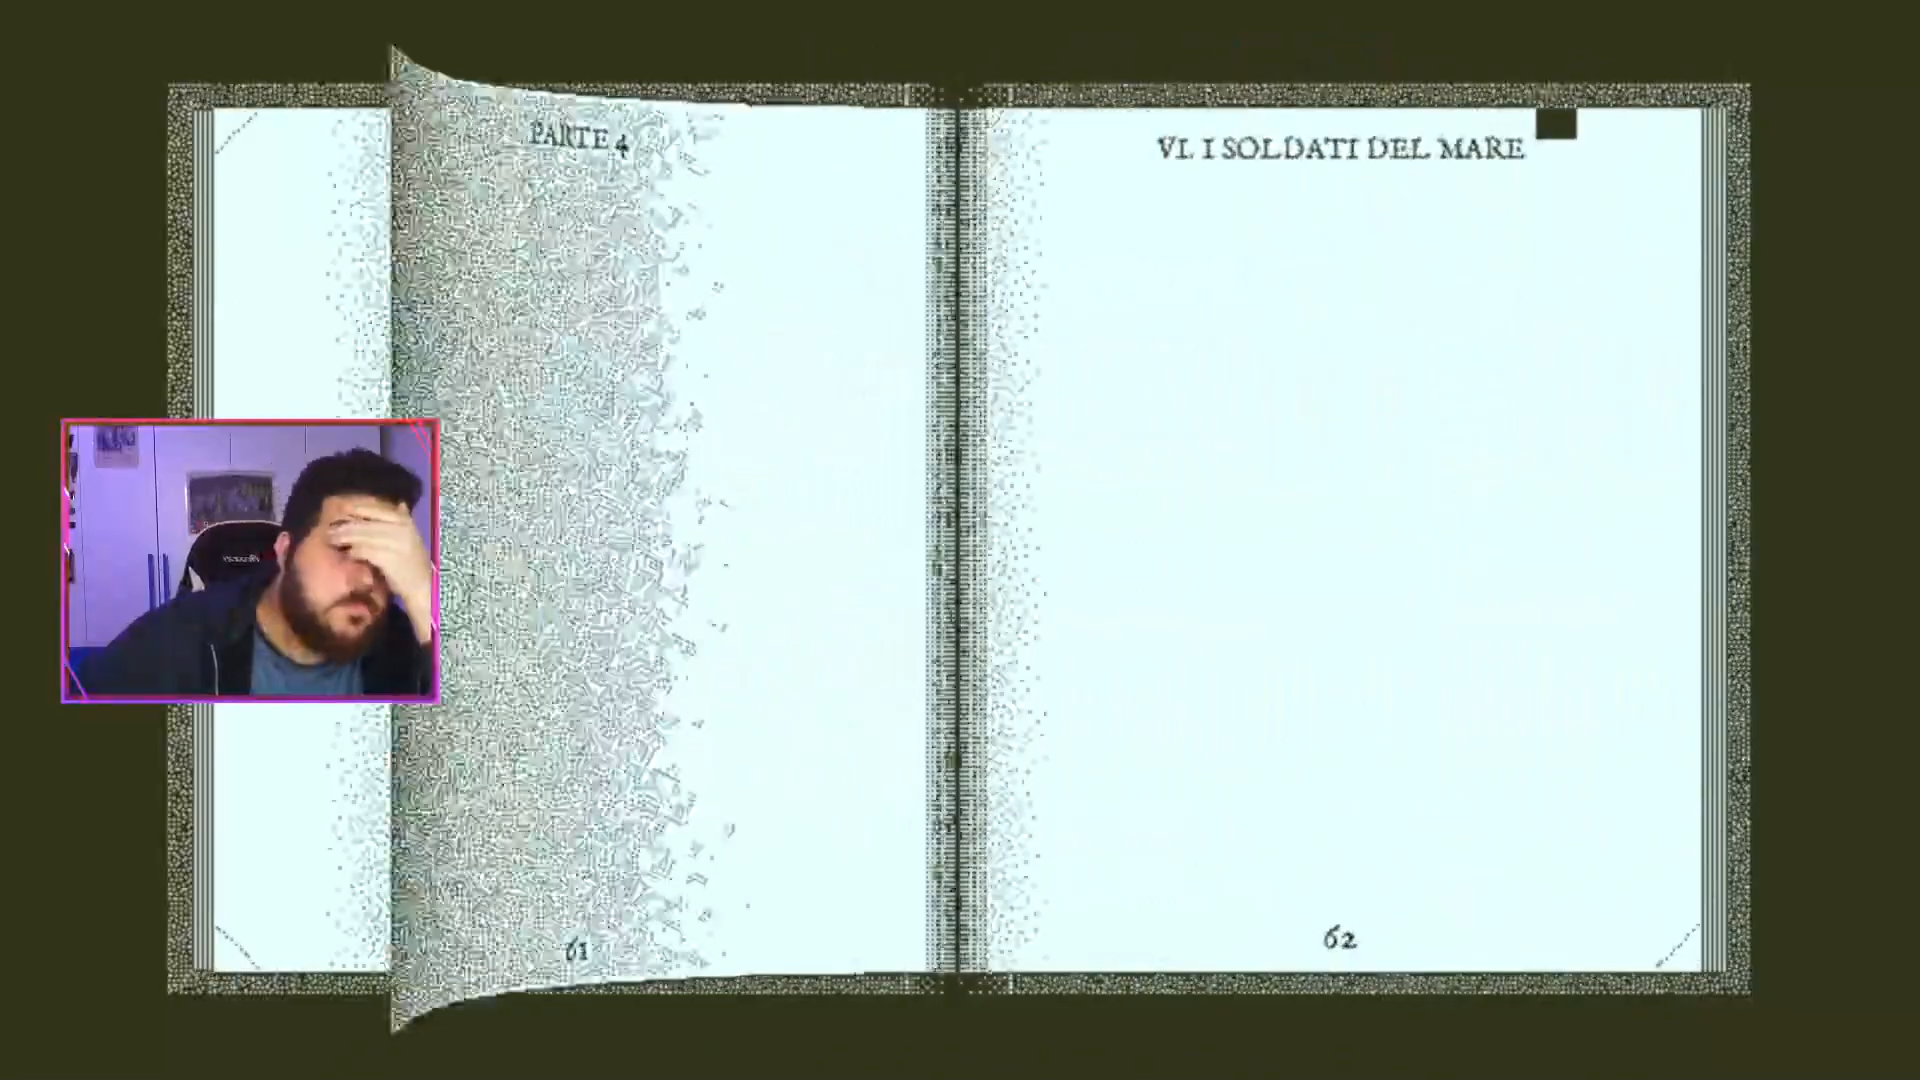 PARTE 4
VI. I SOLDATI DEL MARE
61
62